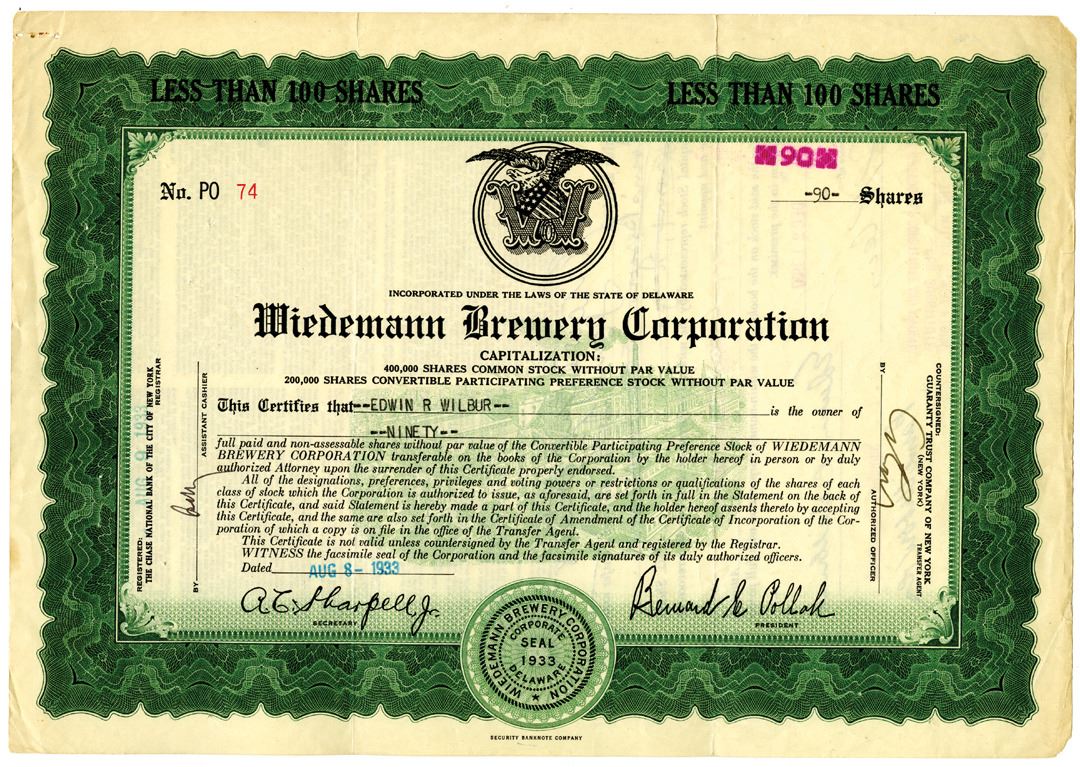 LESS THAN 100 SHARES
LESS THAN 100 SHARES
90
No. PO 74
-90- Shares
W
INCORPORATED UNDER THE LAWS OF THE STATE OF DELAWARE
Wiedemann Brewery Corporation
CAPITALIZATION:
400,000 SHARES COMMON STOCK WITHOUT PAR VALUE
200,000 SHARES CONVERTIBLE PARTICIPATING PREFERENCE STOCK WITHOUT PAR VALUE
This Certifies that--EDWIN R WILBUR-- is the owner of
--NINETY--
full paid and non-assessable shares without par value of the Convertible Participating Preference Stock of WIEDEMANN
BREWERY CORPORATION transferable on the books of the Corporation by the holder hereof in person or by duly
authorized Attorney upon the surrender of this Certificate properly endorsed.
All of the designations, preferences, privileges and voting powers or restrictions or qualifications of the shares of each
class of stock which the Corporation is authorized to issue, as aforesaid, are set forth in full in the Statement on the back of
this Certificate, and said Statement is hereby made a part of this Certificate, and the holder hereof assents thereto by accepting
this Certificate, and the same are also set forth in the Certificate of Amendment of the Certificate of Incorporation of the Cor-
poration of which a copy is on file in the office of the Transfer Agent.
This Certificate is not valid unless countersigned by the Transfer Agent and registered by the Registrar.
WITNESS the facsimile seal of the Corporation and the facsimile signatures of its duly authorized officers.
Dated AUG 8- 1933
A.C. Sharpell Jr.
SECRETARY
Bernard E Pollak
PRESIDENT
WIEDEMANN BREWERY CORPORATION
CORPORATE
SEAL
1933
DELAWARE
REGISTERED:
THE CHASE NATIONAL BANK OF THE CITY OF NEW YORK
REGISTRAR
AUG 9 1933
BY
ASSISTANT CASHIER
COUNTERSIGNED:
GUARANTY TRUST COMPANY OF NEW YORK
(NEW YORK)
TRANSFER AGENT
BY
AUTHORIZED OFFICER
SECURITY BANKNOTE COMPANY